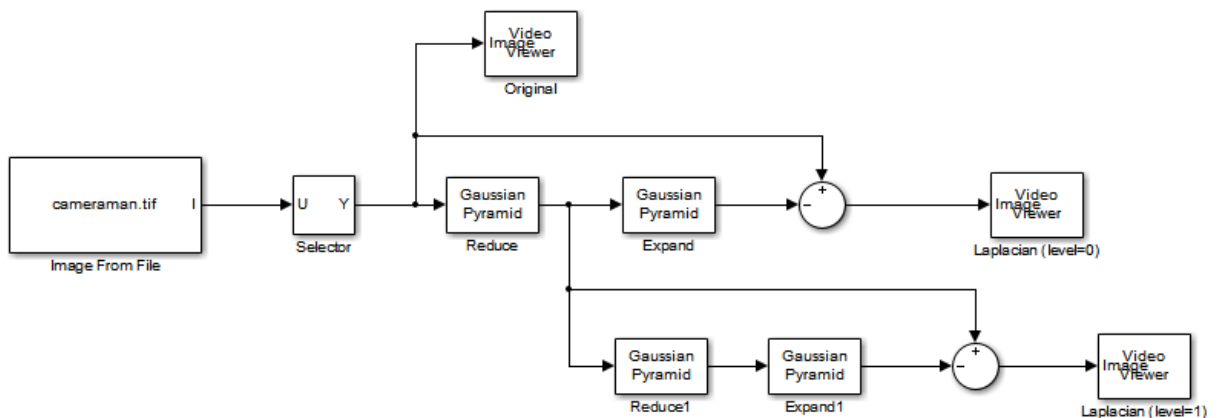 Video
Image
Viewer
Original
cameraman.tif I
Image From File
U Y
Selector
Gaussian
Pyramid
Reduce
Gaussian
Pyramid
Expand
+
−
Video
Image
Viewer
Laplacian (level=0)
Gaussian
Pyramid
Reduce1
Gaussian
Pyramid
Expand1
+
−
Video
Image
Viewer
Laplacian (level=1)